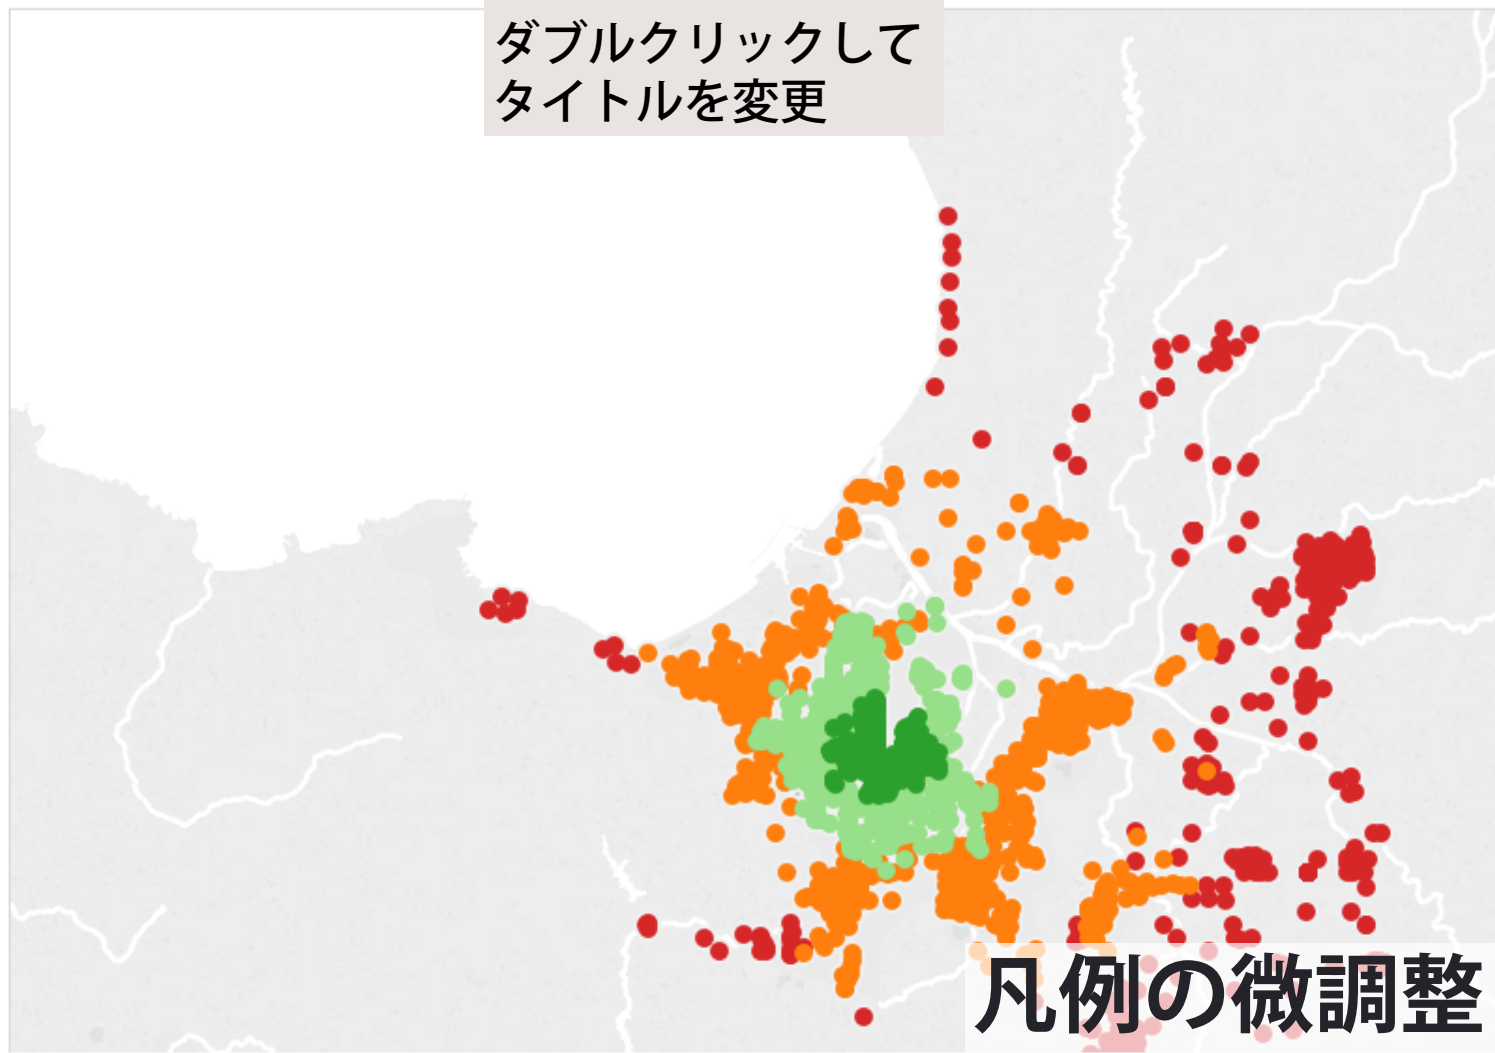 ダブルクリックして
タイトルを変更
凡例の微調整